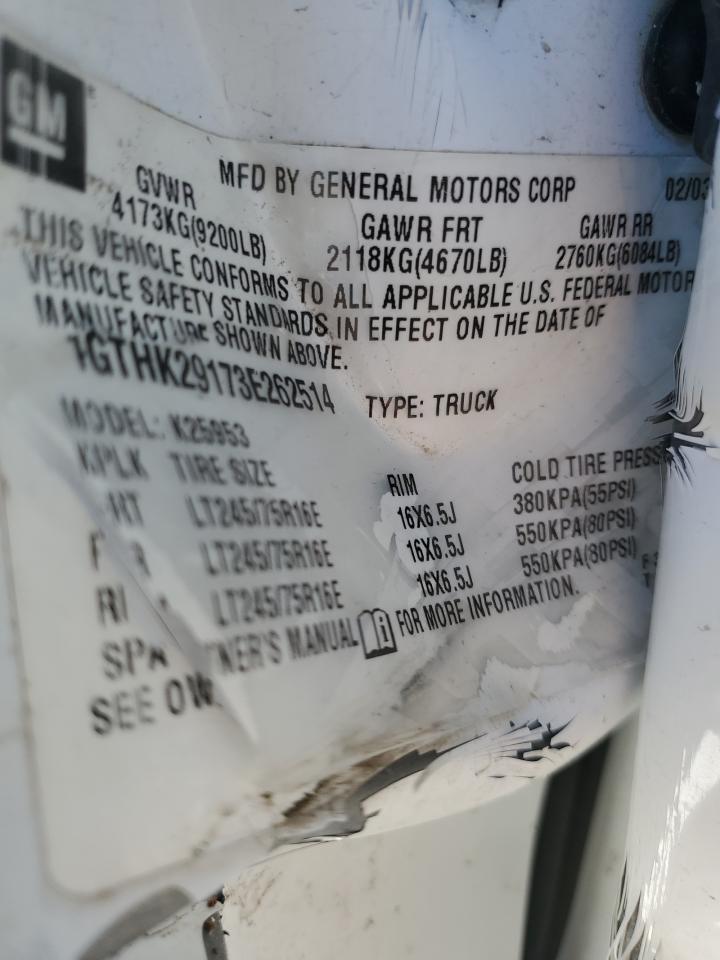 GM
MFD BY GENERAL MOTORS CORP 02/03
GVWR GAWR FRT GAWR RR
4173KG(9200LB) 2118KG(4670LB) 2760KG(6084LB)
THIS VEHICLE CONFORMS TO ALL APPLICABLE U.S. FEDERAL MOTOR
VEHICLE SAFETY STANDARDS IN EFFECT ON THE DATE OF
MANUFACTURE SHOWN ABOVE.
1GTHK29173E262514 TYPE: TRUCK
MODEL: K25953
KPLK TIRE SIZE RIM COLD TIRE PRESS
RT LT245/75R16E 16X6.5J 380KPA(55PSI)
LT245/75R16E 16X6.5J 550KPA(80PSI)
LT245/75R16E 16X6.5J 550KPA(80PSI)
SPA
SEE OWNER'S MANUAL FOR MORE INFORMATION.